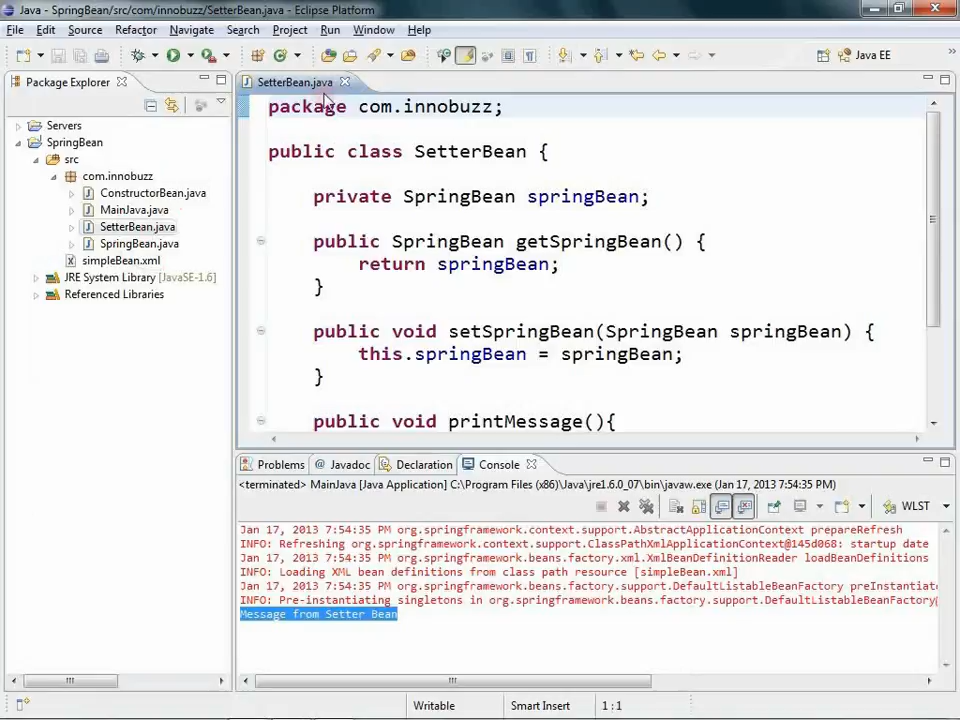 Java - SpringBean/src/com/innobuzz/SetterBean.java - Eclipse Platform
File Edit Source Refactor Navigate Search Project Run Window Help
Java EE
Package Explorer
Servers
SpringBean
src
com.innobuzz
ConstructorBean.java
MainJava.java
SetterBean.java
SpringBean.java
simpleBean.xml
JRE System Library [JavaSE-1.6]
Referenced Libraries
SetterBean.java
package com.innobuzz;
public class SetterBean {
private SpringBean springBean;
public SpringBean getSpringBean() {
return springBean;
}
public void setSpringBean(SpringBean springBean) {
this.springBean = springBean;
}
public void printMessage(){
Problems Javadoc Declaration Console
<terminated> MainJava [Java Application] C:\Program Files (x86)\Java\jre1.6.0_07\bin\javaw.exe (Jan 17, 2013 7:54:35 PM)
WLST
Jan 17, 2013 7:54:35 PM org.springframework.context.support.AbstractApplicationContext prepareRefresh
INFO: Refreshing org.springframework.context.support.ClassPathXmlApplicationContext@145d068: startup date
Jan 17, 2013 7:54:35 PM org.springframework.beans.factory.xml.XmlBeanDefinitionReader loadBeanDefinitions
INFO: Loading XML bean definitions from class path resource [simpleBean.xml]
Jan 17, 2013 7:54:35 PM org.springframework.beans.factory.support.DefaultListableBeanFactory preInstantiate
INFO: Pre-instantiating singletons in org.springframework.beans.factory.support.DefaultListableBeanFactory@
Message from Setter Bean
Writable Smart Insert 1 : 1